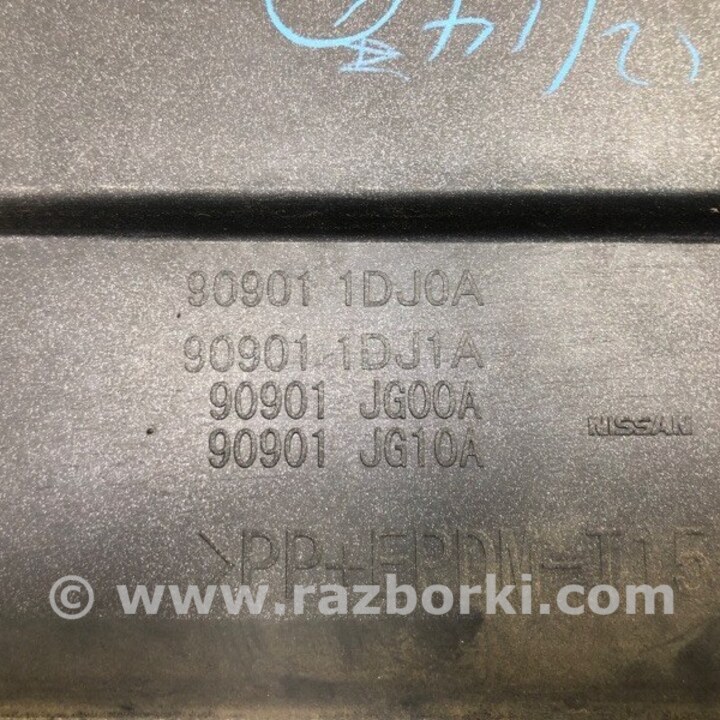 90901 1DJ0A
90901 1DJ1A
90901 JG00A
90901 JG10A
NISSAN
>PP+EPDM-T15
© www.razborki.com